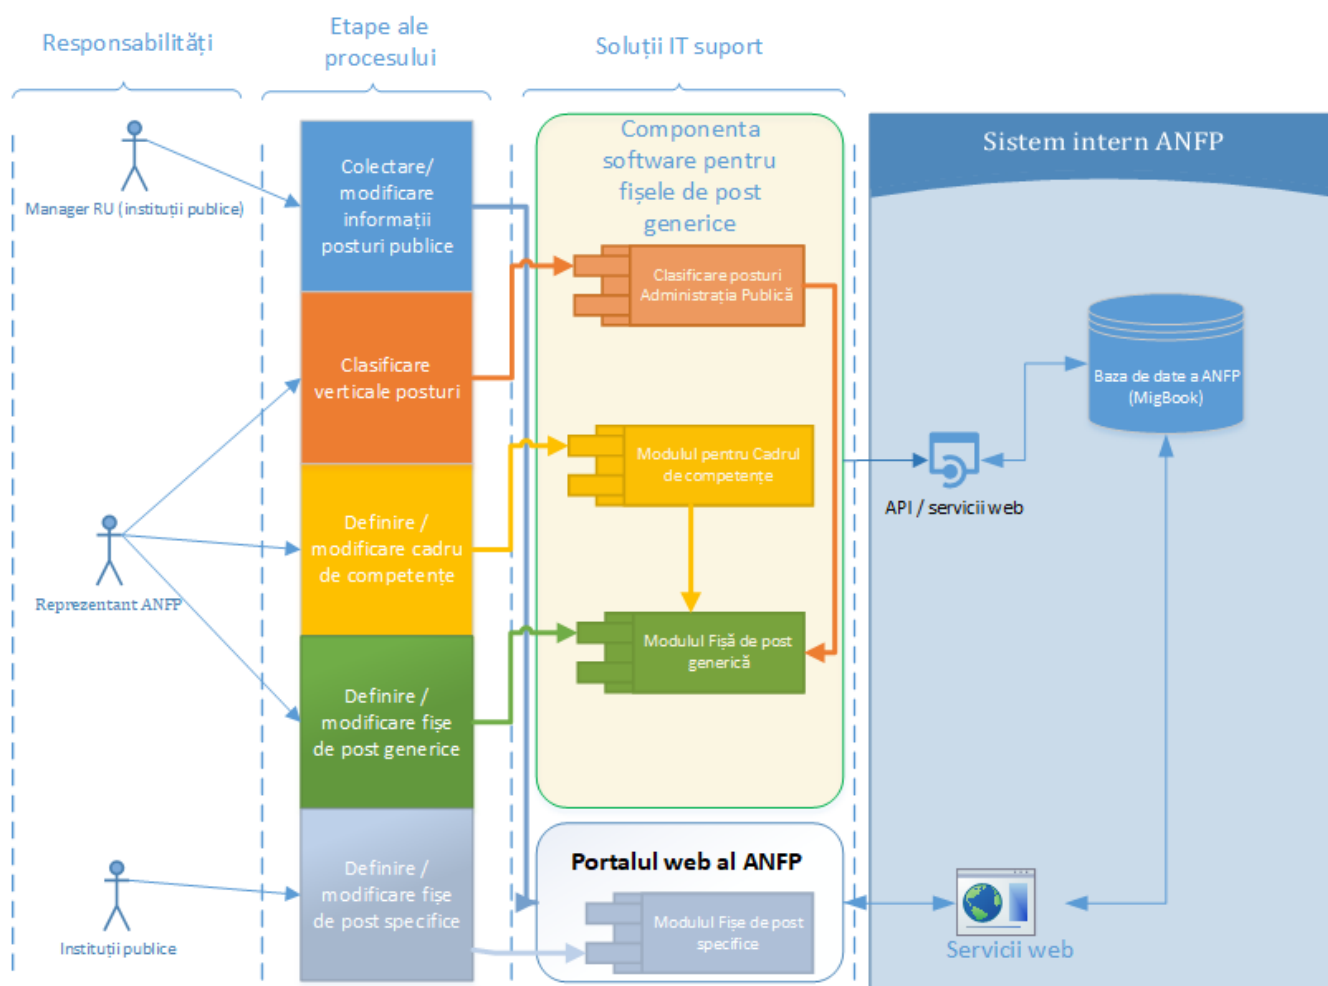 Responsabilități
Etape ale
procesului
Soluții IT suport
Manager RU (instituții publice)
Reprezentant ANFP
Instituții publice
Colectare/
modificare
informații
posturi publice
Clasificare
verticale posturi
Definire /
modificare cadru
de competențe
Definire /
modificare fișe
de post generice
Definire /
modificare fișe
de post specifice
Componenta
software pentru
fișele de post
generice
Clasificare posturi
Administrația Publică
Modulul pentru Cadrul
de competențe
Modulul Fișă de post
generică
Portalul web al ANFP
Modulul Fișe de post
specifice
Sistem intern ANFP
Baza de date a ANFP
(MigBook)
API / servicii web
Servicii web